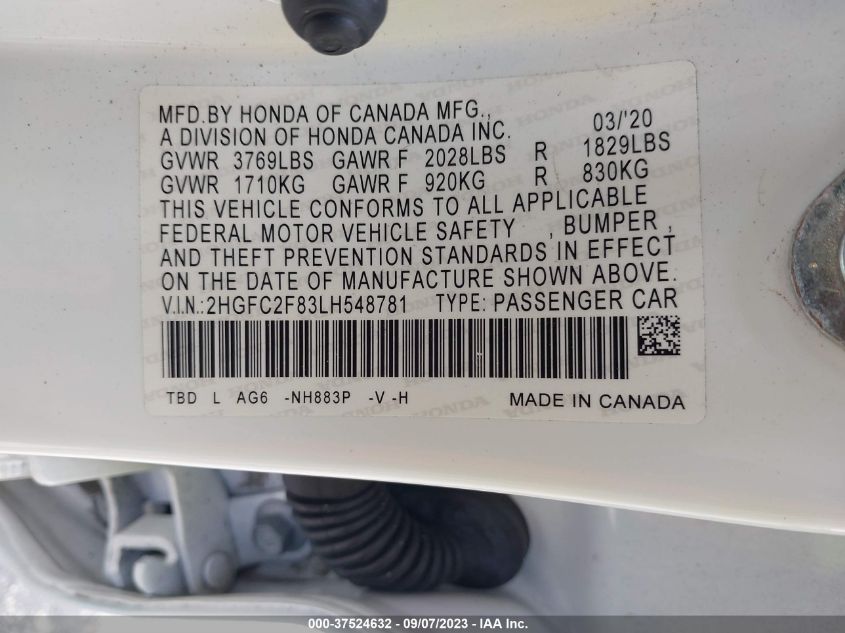 MFD.BY HONDA OF CANADA MFG.,
A DIVISION OF HONDA CANADA INC. 03/'20
GVWR 3769LBS GAWR F 2028LBS R 1829LBS
GVWR 1710KG GAWR F 920KG R 830KG
THIS VEHICLE CONFORMS TO ALL APPLICABLE
FEDERAL MOTOR VEHICLE SAFETY , BUMPER ,
AND THEFT PREVENTION STANDARDS IN EFFECT
ON THE DATE OF MANUFACTURE SHOWN ABOVE.
V.I.N.:2HGFC2F83LH548781 TYPE: PASSENGER CAR
TBD L AG6 -NH883P -V -H MADE IN CANADA
000-37524632 - 09/07/2023 - IAA Inc.